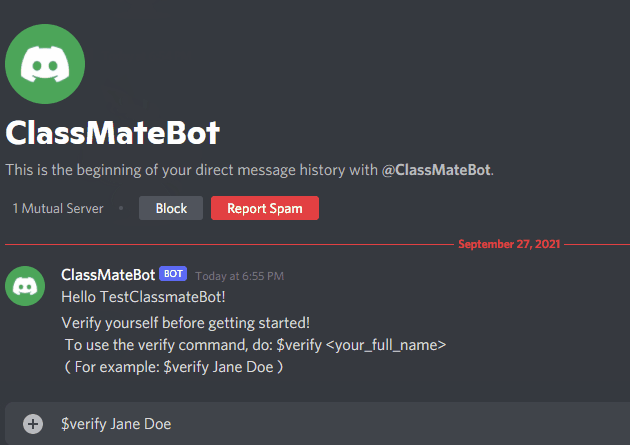 ClassMateBot
This is the beginning of your direct message history with @ClassMateBot.
1 Mutual Server • Block Report Spam
September 27, 2021
ClassMateBot BOT Today at 6:55 PM
Hello TestClassmateBot!
Verify yourself before getting started!
To use the verify command, do: $verify <your_full_name>
( For example: $verify Jane Doe )
$verify Jane Doe